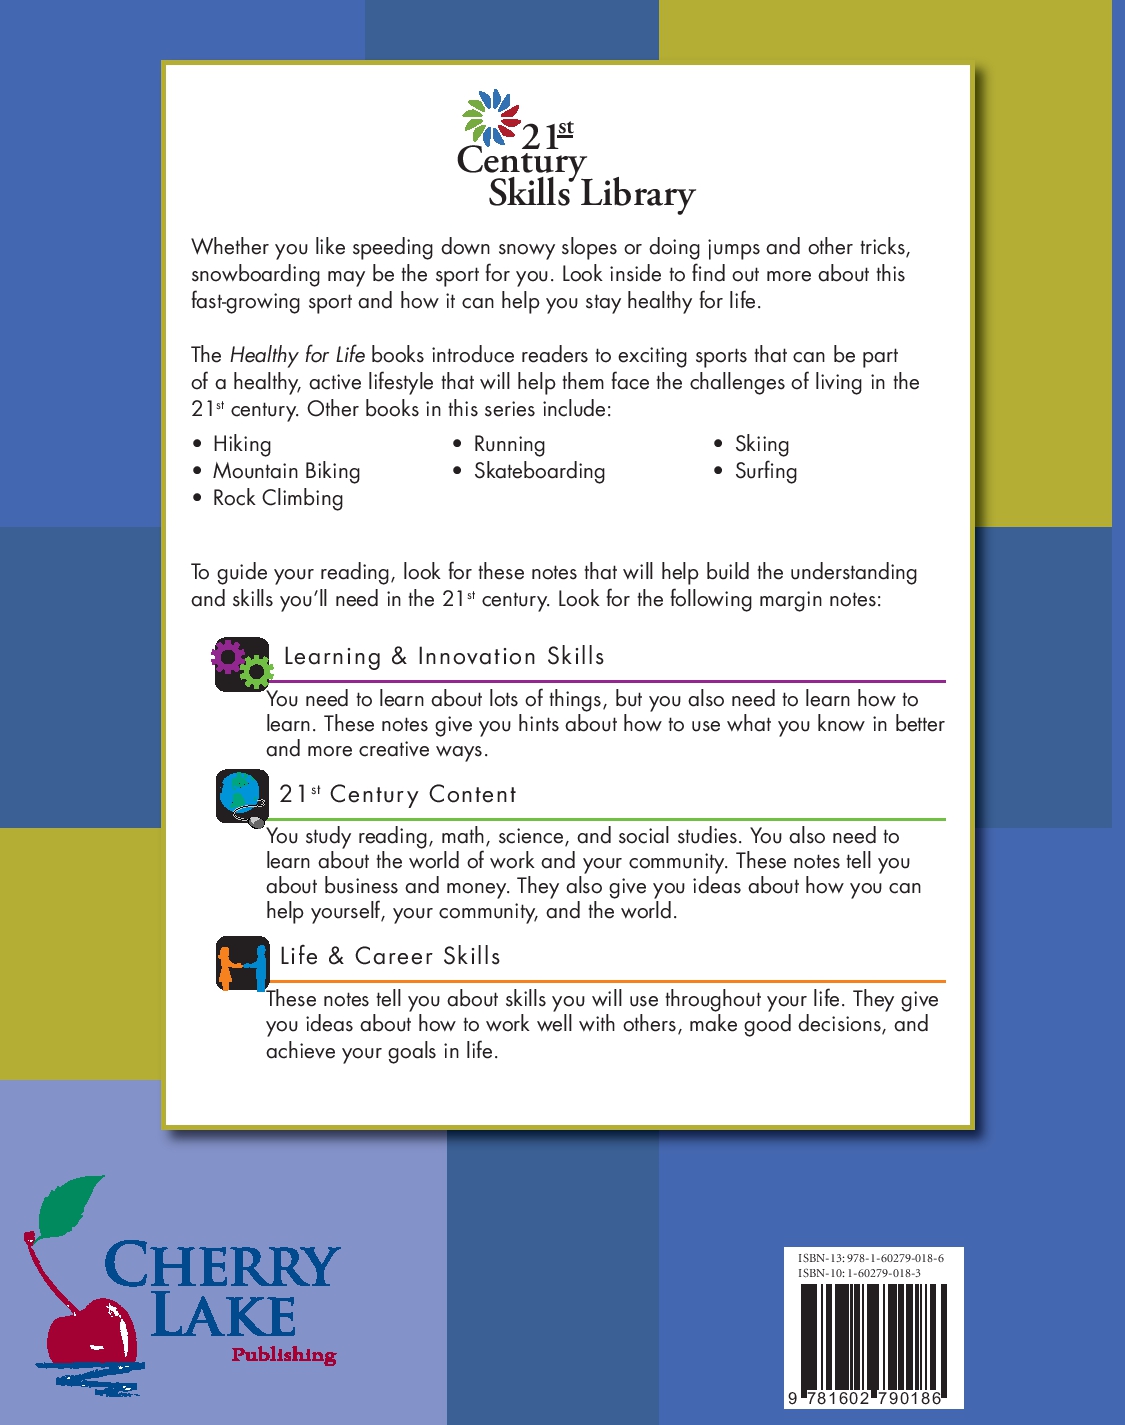 21st
Century
Skills Library
Whether you like speeding down snowy slopes or doing jumps and other tricks,
snowboarding may be the sport for you. Look inside to find out more about this
fast-growing sport and how it can help you stay healthy for life.
The Healthy for Life books introduce readers to exciting sports that can be part
of a healthy, active lifestyle that will help them face the challenges of living in the
21st century. Other books in this series include:
• Hiking
• Mountain Biking
• Rock Climbing
• Running
• Skateboarding
• Skiing
• Surfing
To guide your reading, look for these notes that will help build the understanding
and skills you’ll need in the 21st century. Look for the following margin notes:
Learning & Innovation Skills
You need to learn about lots of things, but you also need to learn how to
learn. These notes give you hints about how to use what you know in better
and more creative ways.
21st Century Content
You study reading, math, science, and social studies. You also need to
learn about the world of work and your community. These notes tell you
about business and money. They also give you ideas about how you can
help yourself, your community, and the world.
Life & Career Skills
These notes tell you about skills you will use throughout your life. They give
you ideas about how to work well with others, make good decisions, and
achieve your goals in life.
CHERRY
LAKE
Publishing
ISBN-13: 978-1-60279-018-6
ISBN-10: 1-60279-018-3
9 781602 790186